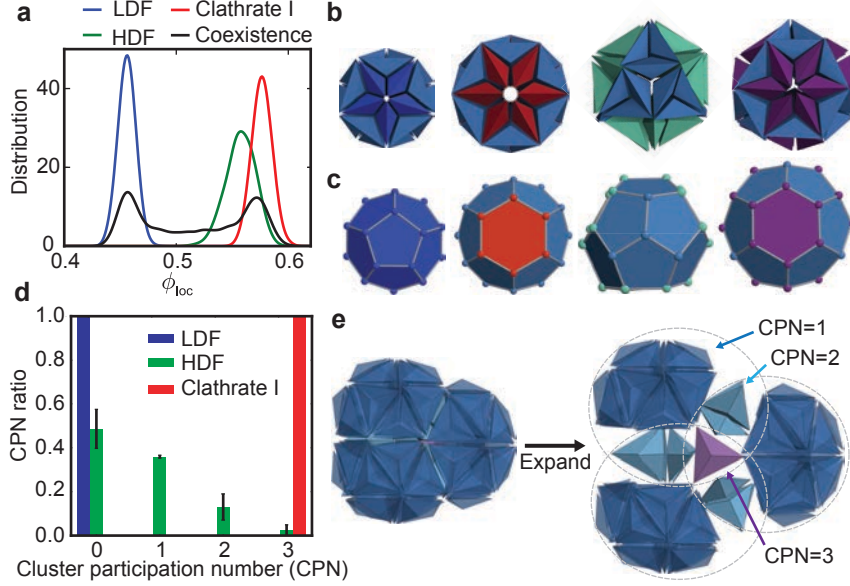 a
LDF
HDF
Clathrate I
Coexistence
Distribution
40
20
0
0.4
0.5
0.6
ϕloc
b
c
d
LDF
HDF
Clathrate I
CPN ratio
1.0
0.8
0.6
0.4
0.2
0.0
0
1
2
3
Cluster participation number (CPN)
e
Expand
CPN=1
CPN=2
CPN=3